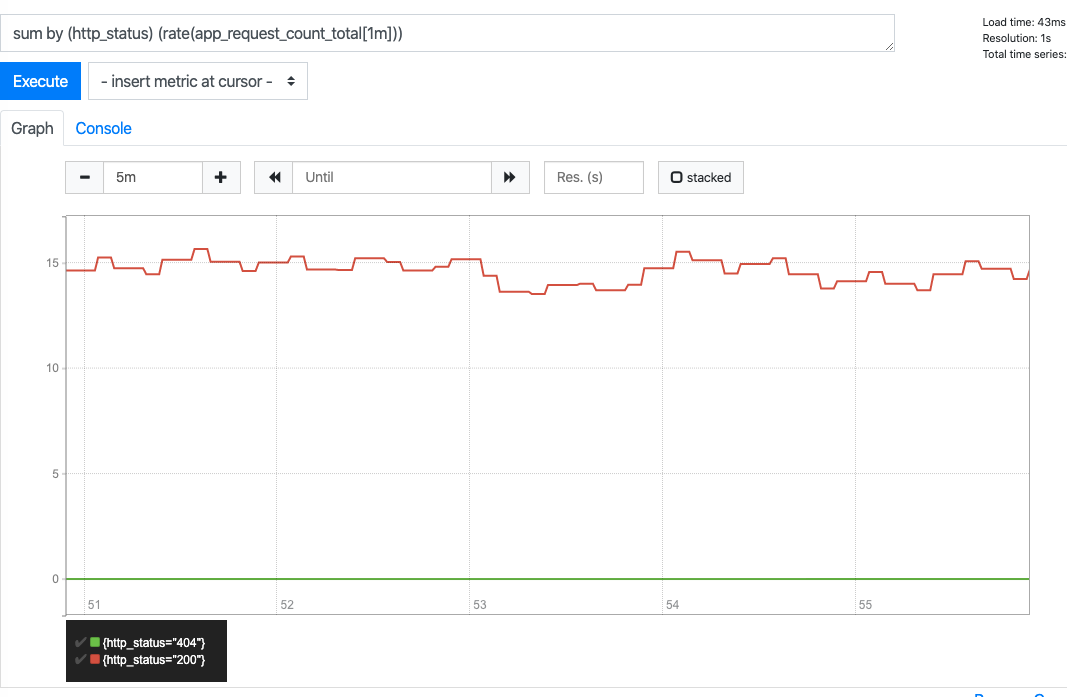 sum by (http_status) (rate(app_request_count_total[1m]))
Load time: 43ms
Resolution: 1s
Total time series:
Execute
- insert metric at cursor -
Graph
Console
5m
Until
Res. (s)
stacked
15
10
5
0
51
52
53
54
55
{http_status="404"}
{http_status="200"}